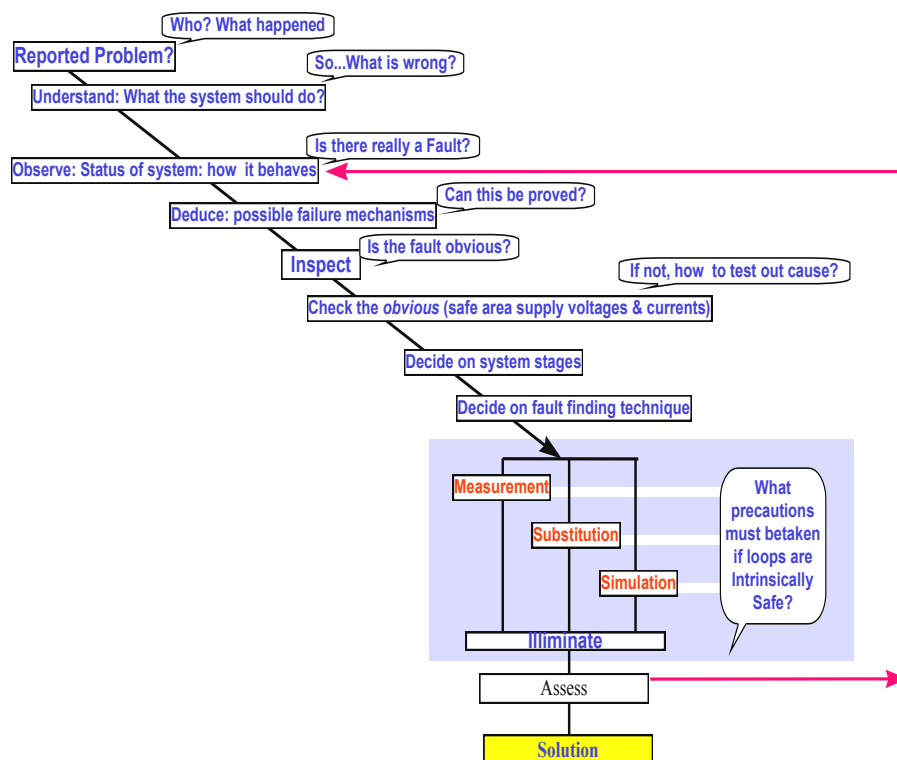 Who? What happened
Reported Problem?
So...What is wrong?
Understand: What the system should do?
Is there really a Fault?
Observe: Status of system: how it behaves
Can this be proved?
Deduce: possible failure mechanisms
Is the fault obvious?
Inspect
If not, how to test out cause?
Check the obvious (safe area supply voltages & currents)
Decide on system stages
Decide on fault finding technique
Measurement
Substitution
Simulation
What
precautions
must betaken
if loops are
Intrinsically
Safe?
Illiminate
Assess
Solution